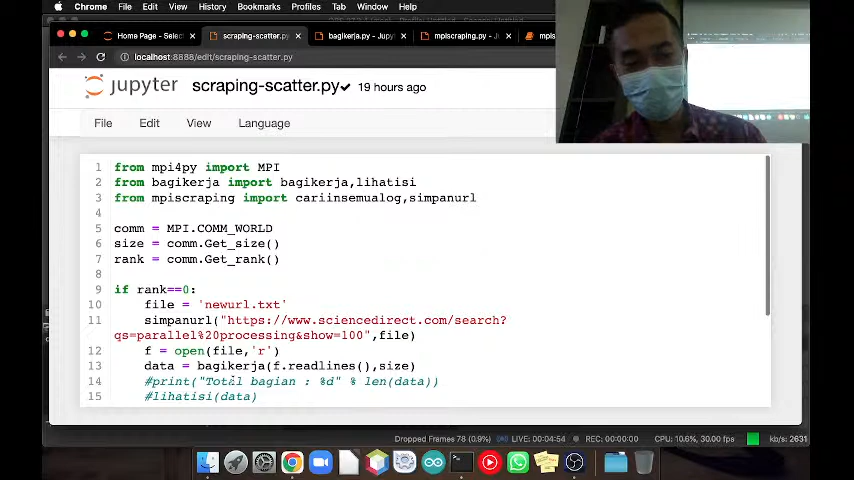 Chrome File Edit View History Bookmarks Profiles Tab Window Help
Home Page - Select scraping-scatter.py bagikerja.py - Jupyte mpiscraping.py - Ju mpis
localhost:8888/edit/scraping-scatter.py
jupyter scraping-scatter.py✔ 19 hours ago
File Edit View Language
1 from mpi4py import MPI
2 from bagikerja import bagikerja,lihatisi
3 from mpiscraping import cariinsemualog,simpanurl
4
5 comm = MPI.COMM_WORLD
6 size = comm.Get_size()
7 rank = comm.Get_rank()
8
9 if rank==0:
10 file = 'newurl.txt'
11 simpanurl("https://www.sciencedirect.com/search?
qs=parallel%20processing&show=100",file)
12 f = open(file,'r')
13 data = bagikerja(f.readlines(),size)
14 #print("Total bagian : %d" % len(data))
15 #lihatisi(data)
Dropped Frames 78 (0.9%) LIVE: 00:04:54 REC: 00:00:00 CPU: 10.6%, 30.00 fps kb/s: 2631